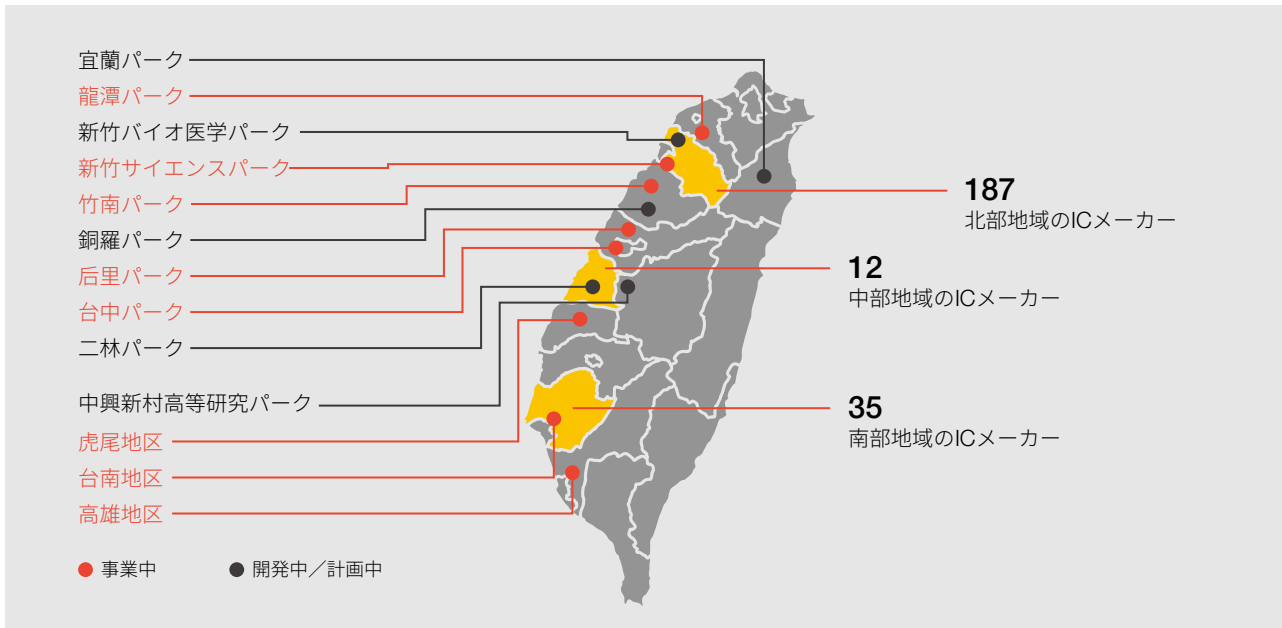 宜蘭パーク
龍潭パーク
新竹バイオ医学パーク
新竹サイエンスパーク
竹南パーク
銅羅パーク
后里パーク
台中パーク
二林パーク
中興新村高等研究パーク
虎尾地区
台南地区
高雄地区
187
北部地域のICメーカー
12
中部地域のICメーカー
35
南部地域のICメーカー
事業中
開発中／計画中